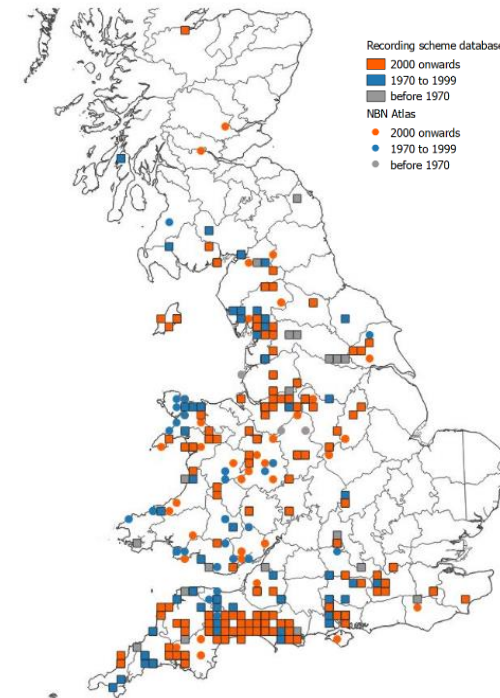 Recording scheme database
2000 onwards
1970 to 1999
before 1970
NBN Atlas
2000 onwards
1970 to 1999
before 1970